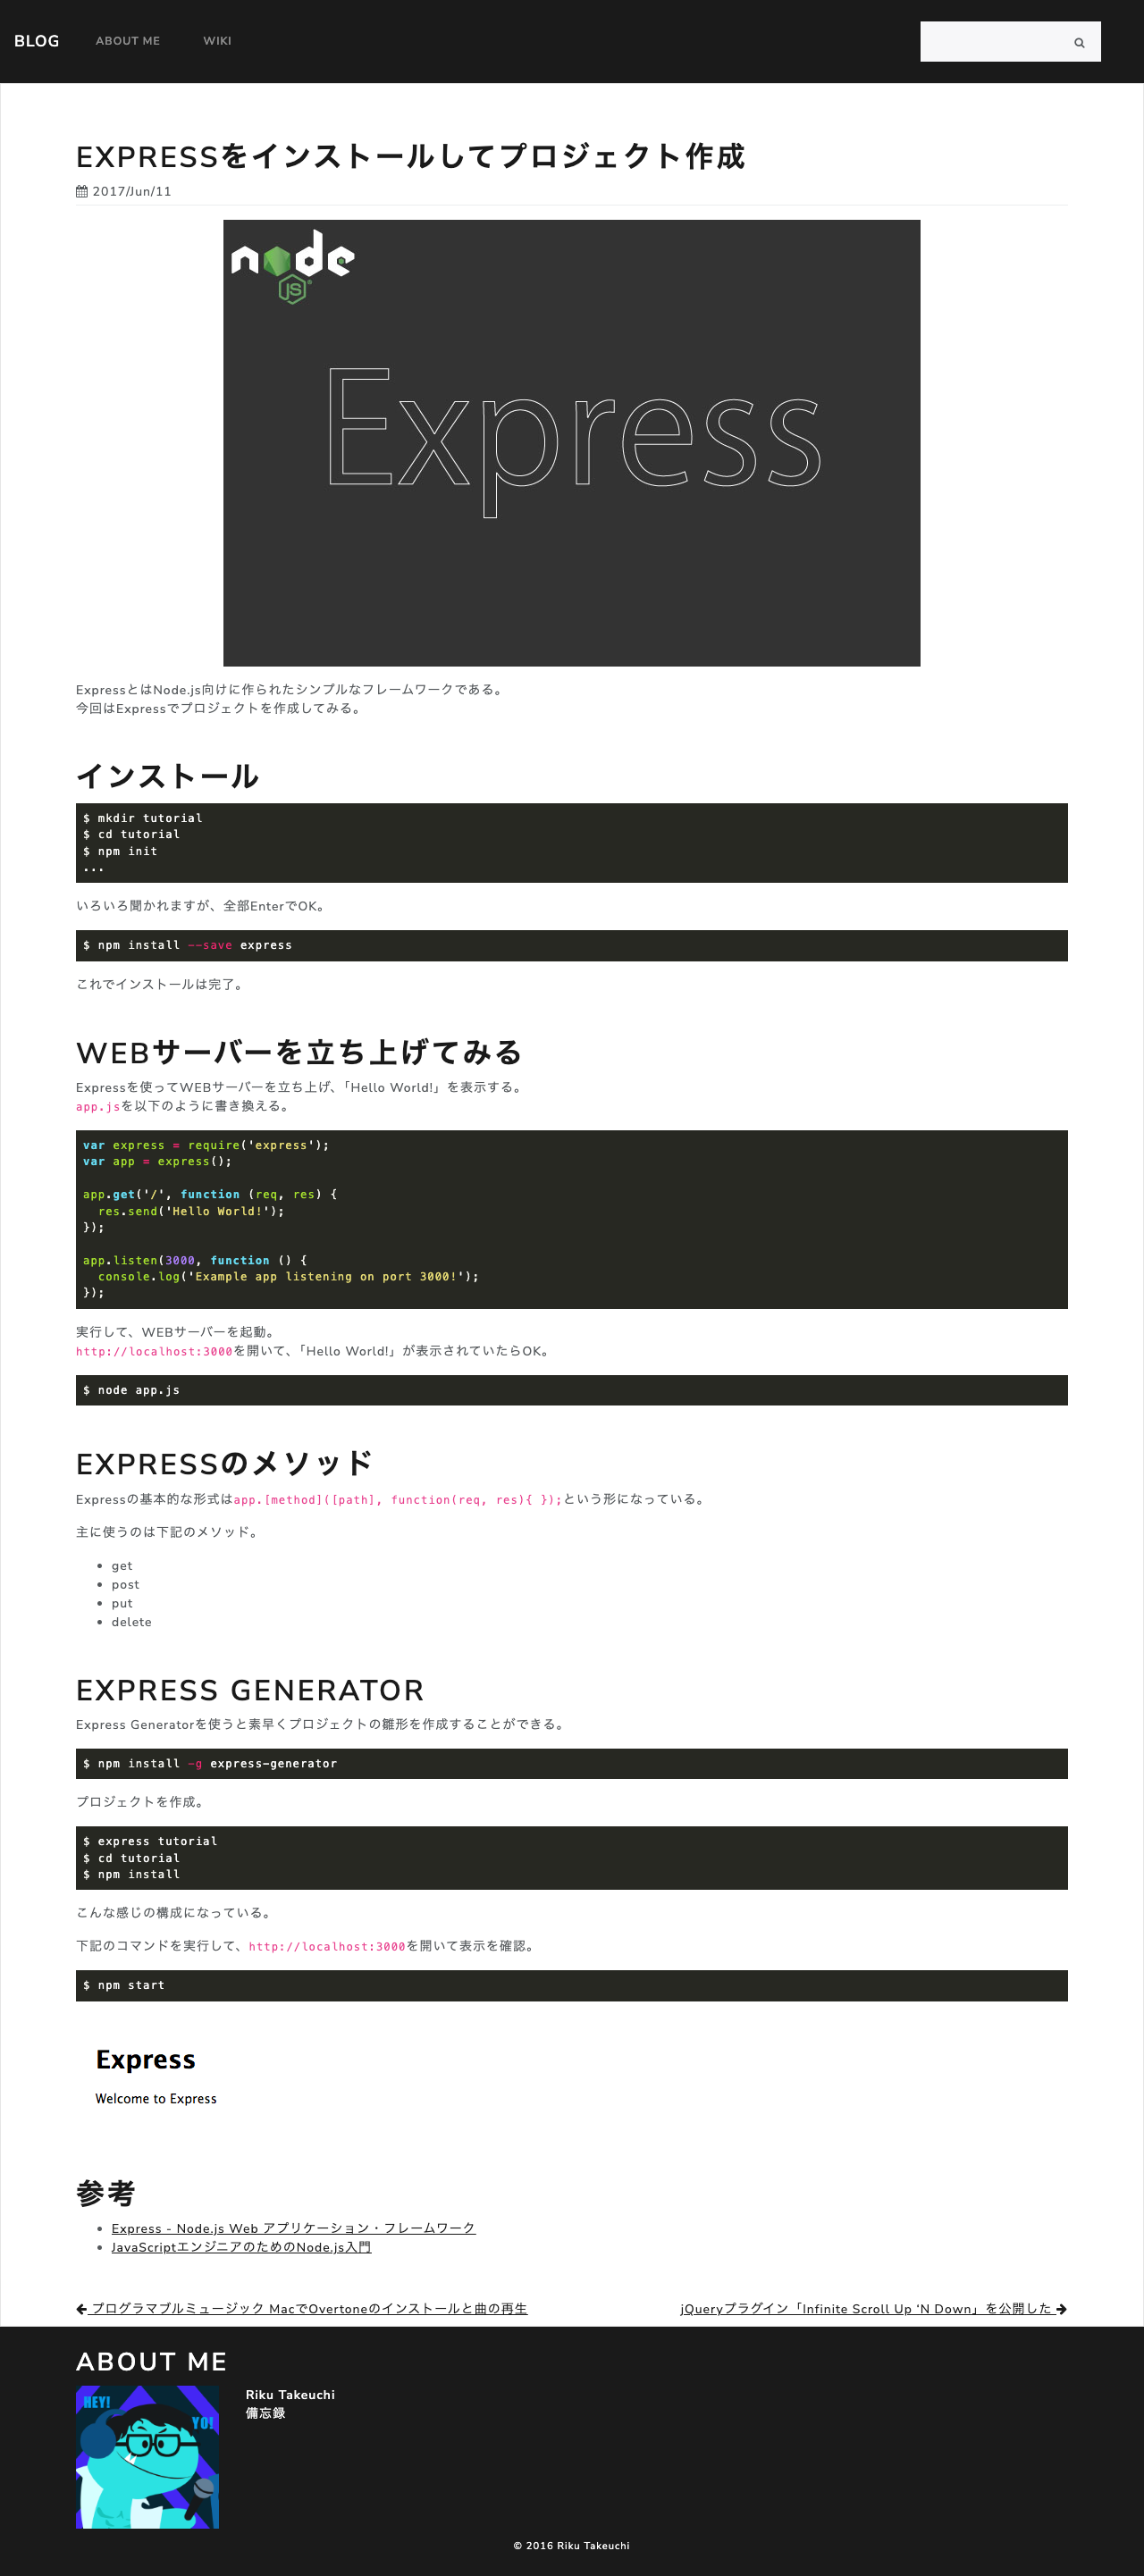 BLOG ABOUT ME WIKI
EXPRESSをインストールしてプロジェクト作成
2017/Jun/11
node
JS
Express
ExpressとはNode.js向けに作られたシンプルなフレームワークである。
今回はExpressでプロジェクトを作成してみる。
インストール
$ mkdir tutorial
$ cd tutorial
$ npm init
...
いろいろ聞かれますが、全部EnterでOK。
$ npm install --save express
これでインストールは完了。
WEBサーバーを立ち上げてみる
Expressを使ってWEBサーバーを立ち上げ、「Hello World!」を表示する。
app.jsを以下のように書き換える。
var express = require('express');
var app = express();
app.get('/', function (req, res) {
  res.send('Hello World!');
});
app.listen(3000, function () {
  console.log('Example app listening on port 3000!');
});
実行して、WEBサーバーを起動。
http://localhost:3000を開いて、「Hello World!」が表示されていたらOK。
$ node app.js
EXPRESSのメソッド
Expressの基本的な形式はapp.[method]([path], function(req, res){ });という形になっている。
主に使うのは下記のメソッド。
• get
• post
• put
• delete
EXPRESS GENERATOR
Express Generatorを使うと素早くプロジェクトの雛形を作成することができる。
$ npm install -g express-generator
プロジェクトを作成。
$ express tutorial
$ cd tutorial
$ npm install
こんな感じの構成になっている。
下記のコマンドを実行して、http://localhost:3000を開いて表示を確認。
$ npm start
Express
Welcome to Express
参考
• Express - Node.js Web アプリケーション・フレームワーク
• JavaScriptエンジニアのためのNode.js入門
← プログラマブルミュージック MacでOvertoneのインストールと曲の再生 jQueryプラグイン「Infinite Scroll Up ‘N Down」を公開した →
ABOUT ME
HEY!
YO!
Riku Takeuchi
備忘録
© 2016 Riku Takeuchi